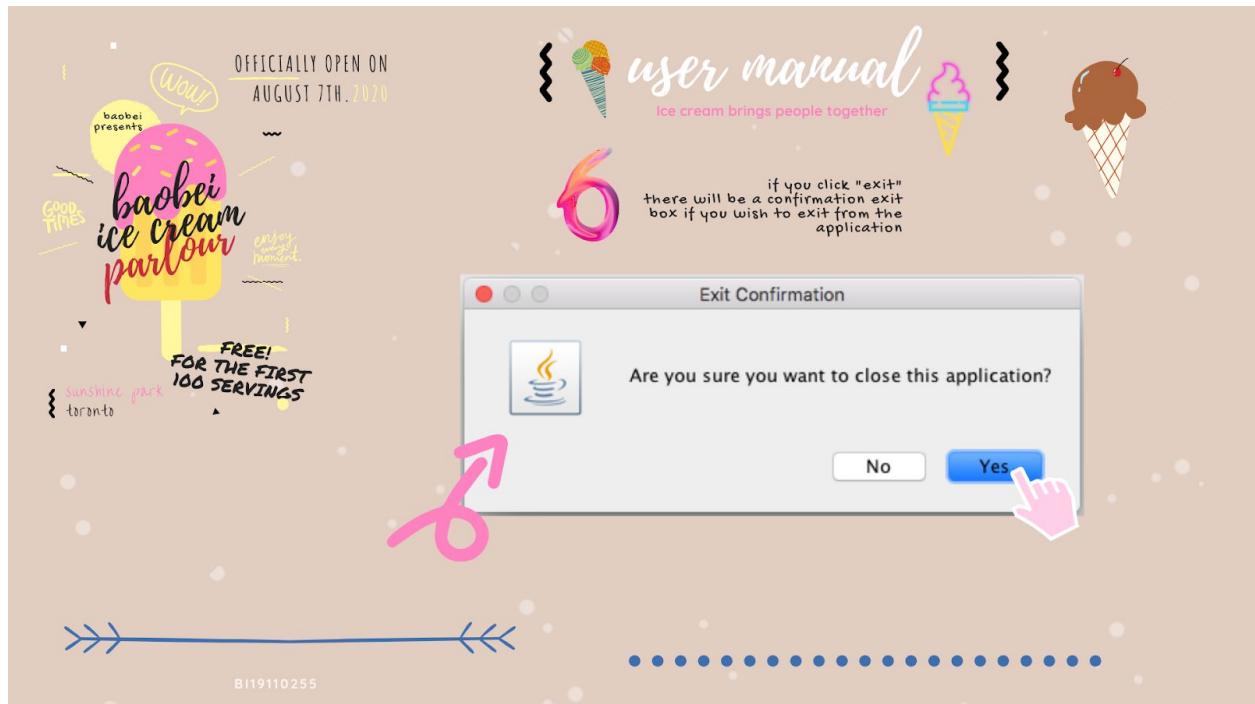 OFFICIALLY OPEN ON
AUGUST 7TH.2020
WOW!
baobei
presents
baobei
ice cream
parlour
GOOD
TIMES
enjoy
every
moment.
FREE!
FOR THE FIRST
100 SERVINGS
sunshine park
toronto
user manual
Ice cream brings people together
6
if you click "exit"
there will be a confirmation exit
box if you wish to exit from the
application
Exit Confirmation
Are you sure you want to close this application?
No
Yes
BI19110255